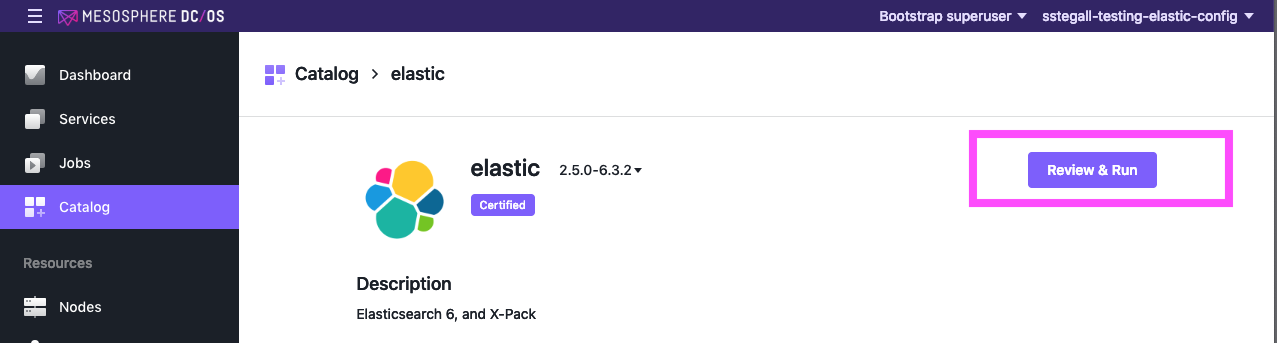 MESOSPHERE DC/OS
Bootstrap superuser
sstegall-testing-elastic-config
Dashboard
Services
Jobs
Catalog
Resources
Nodes
Catalog > elastic
elastic 2.5.0-6.3.2
Certified
Review & Run
Description
Elasticsearch 6, and X-Pack